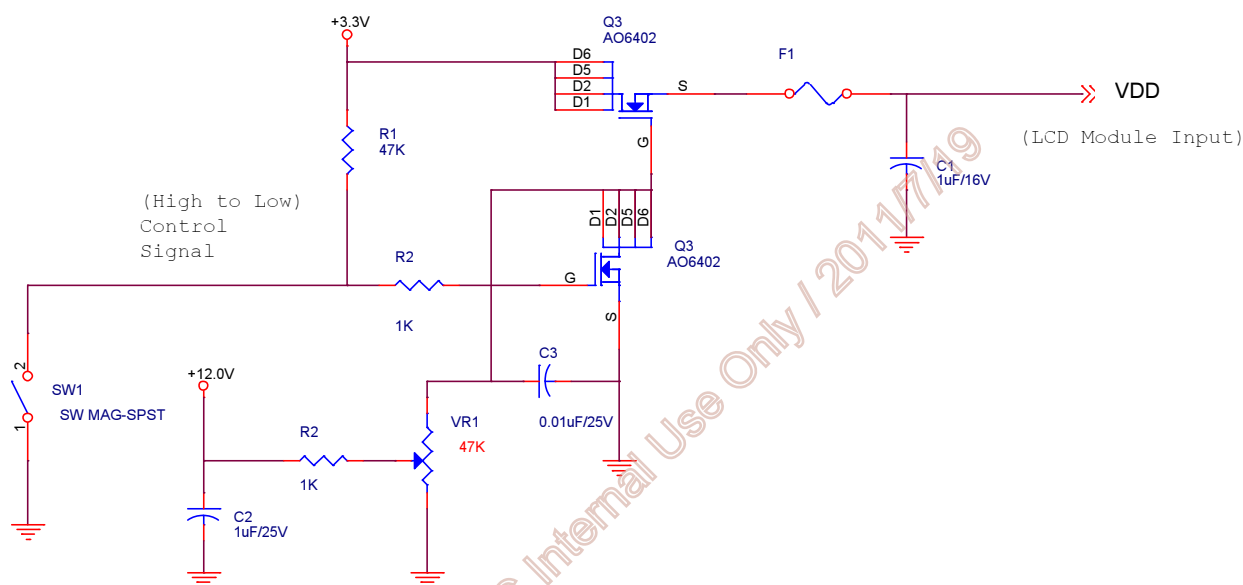 +3.3V
Q3
AO6402
D6
D5
D2
D1
S
G
F1
VDD
(LCD Module Input)
R1
47K
C1
1uF/16V
(High to Low)
Control
Signal
D1
D2
D5
D6
Q3
AO6402
R2
1K
G
S
2
1
SW1
SW MAG-SPST
+12.0V
R2
1K
VR1
47K
C3
0.01uF/25V
C2
1uF/25V
Internal Use Only / 2011/7/19